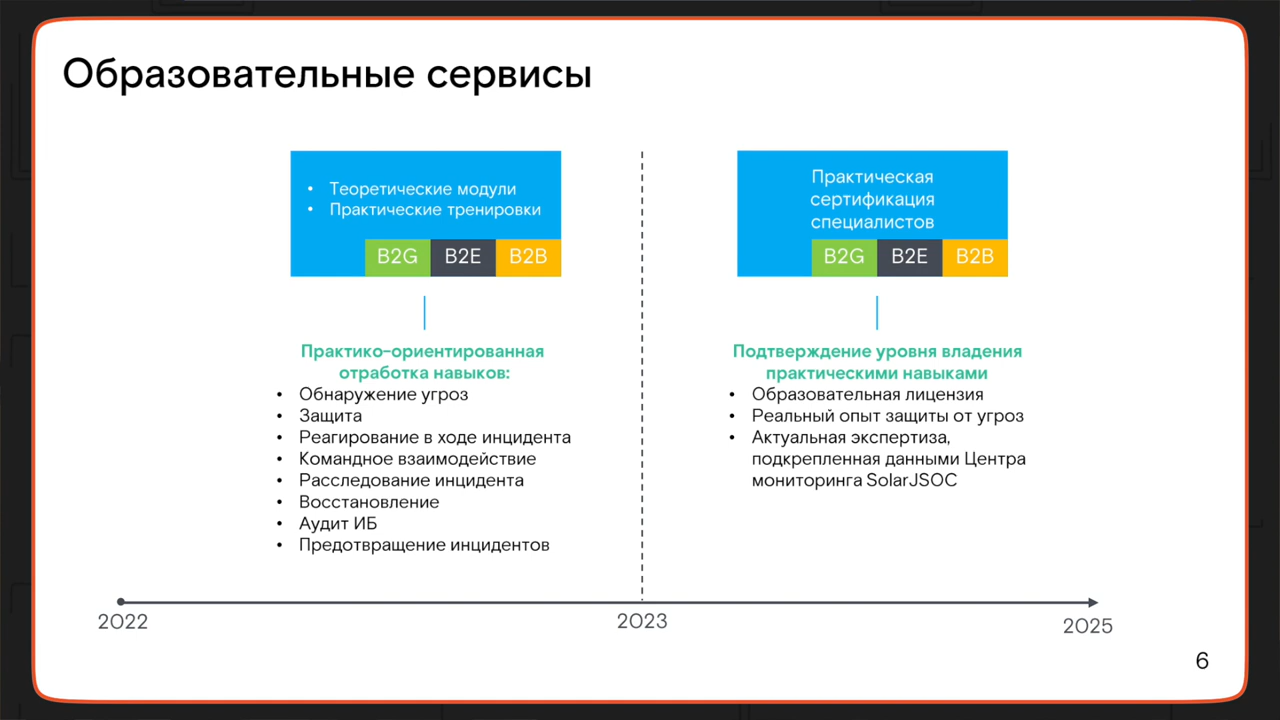 Образовательные сервисы
• Теоретические модули
• Практические тренировки
B2G B2E B2B
Практико-ориентированная
отработка навыков:
• Обнаружение угроз
• Защита
• Реагирование в ходе инцидента
• Командное взаимодействие
• Расследование инцидента
• Восстановление
• Аудит ИБ
• Предотвращение инцидентов
Практическая
сертификация
специалистов
B2G B2E B2B
Подтверждение уровня владения
практическими навыками
• Образовательная лицензия
• Реальный опыт защиты от угроз
• Актуальная экспертиза,
подкрепленная данными Центра
мониторинга SolarJSOC
2022
2023
2025
6